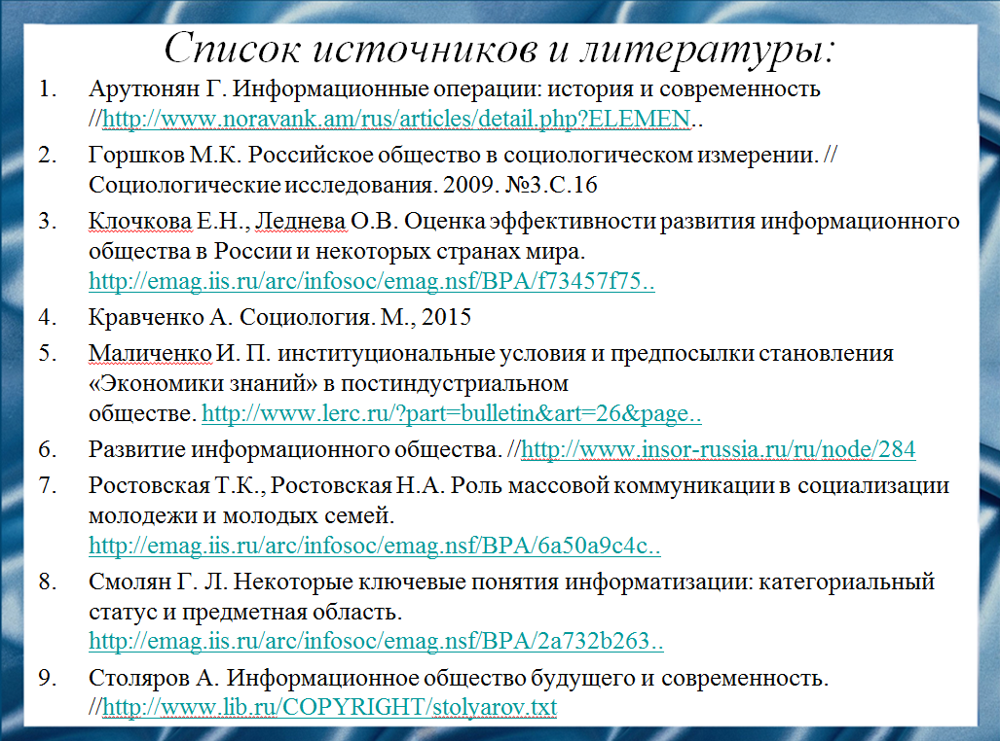 Список источников и литературы:
1. Арутюнян Г. Информационные операции: история и современность
//http://www.noravank.am/rus/articles/detail.php?ELEMEN..
2. Горшков М.К. Российское общество в социологическом измерении. //
Социологические исследования. 2009. №3.С.16
3. Клочкова Е.Н., Леднева О.В. Оценка эффективности развития информационного
общества в России и некоторых странах мира.
http://emag.iis.ru/arc/infosoc/emag.nsf/BPA/f73457f75..
4. Кравченко А. Социология. М., 2015
5. Маличенко И. П. институциональные условия и предпосылки становления
«Экономики знаний» в постиндустриальном
обществе. http://www.lerc.ru/?part=bulletin&art=26&page..
6. Развитие информационного общества. //http://www.insor-russia.ru/ru/node/284
7. Ростовская Т.К., Ростовская Н.А. Роль массовой коммуникации в социализации
молодежи и молодых семей.
http://emag.iis.ru/arc/infosoc/emag.nsf/BPA/6a50a9c4c..
8. Смолян Г. Л. Некоторые ключевые понятия информатизации: категориальный
статус и предметная область.
http://emag.iis.ru/arc/infosoc/emag.nsf/BPA/2a732b263..
9. Столяров А. Информационное общество будущего и современность.
//http://www.lib.ru/COPYRIGHT/stolyarov.txt